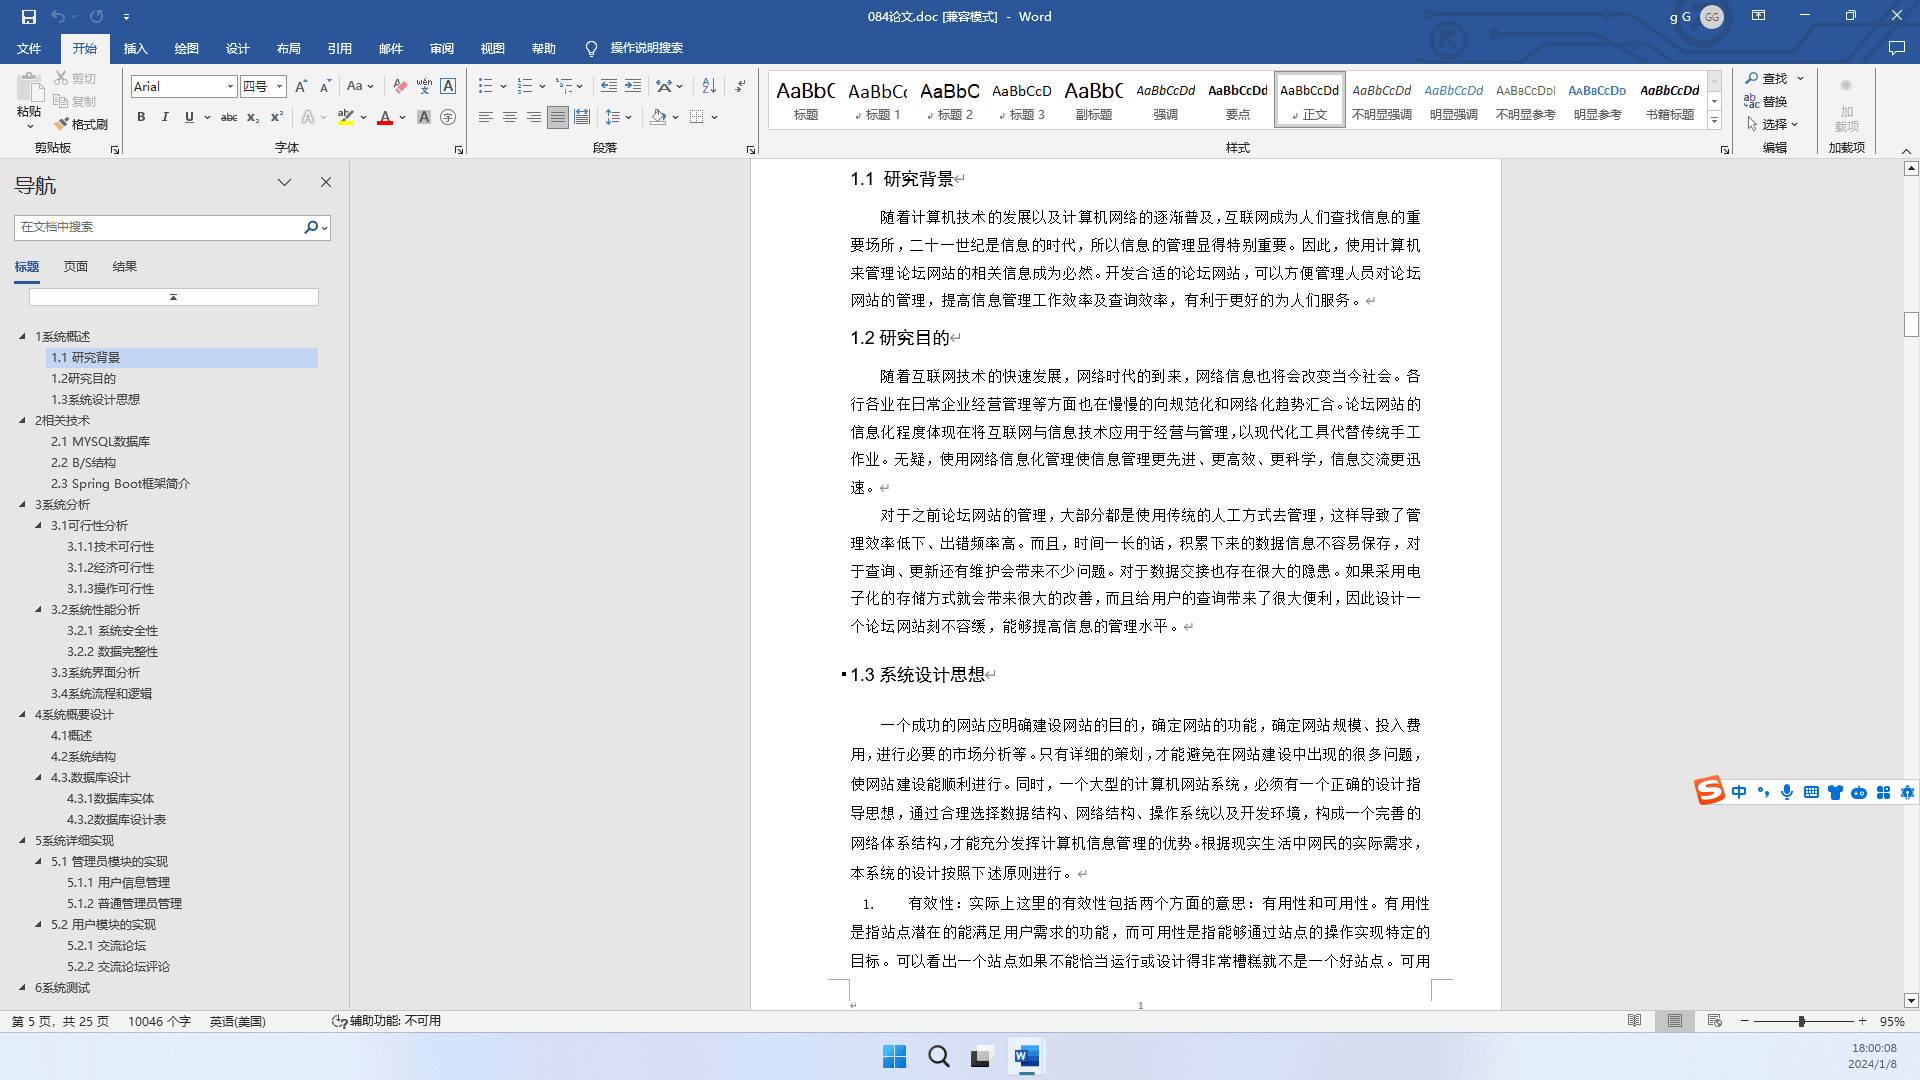 084论文.doc [兼容模式] - Word
g G
GG
文件 开始 插入 绘图 设计 布局 引用 邮件 审阅 视图 帮助 操作说明搜索
粘贴
剪切
复制
格式刷
剪贴板
Arial 四号
字体
段落
AaBbC 标题
AaBbCc 标题 1
AaBbC 标题 2
AaBbCcD 标题 3
AaBbC 副标题
AaBbCcDd 强调
AaBbCcDd 要点
AaBbCcDd 正文
AaBbCcDd 不明显强调
AaBbCcDd 明显强调
AaBbCcDd 不明显参考
AaBbCcDd 明显参考
AaBbCcDd 书籍标题
样式
查找
替换
选择
编辑
加
载项
加载项
导航
在文档中搜索
标题 页面 结果
1系统概述
1.1 研究背景
1.2研究目的
1.3系统设计思想
2相关技术
2.1 MYSQL数据库
2.2 B/S结构
2.3 Spring Boot框架简介
3系统分析
3.1可行性分析
3.1.1技术可行性
3.1.2经济可行性
3.1.3操作可行性
3.2系统性能分析
3.2.1 系统安全性
3.2.2 数据完整性
3.3系统界面分析
3.4系统流程和逻辑
4系统概要设计
4.1概述
4.2系统结构
4.3.数据库设计
4.3.1数据库实体
4.3.2数据库设计表
5系统详细实现
5.1 管理员模块的实现
5.1.1 用户信息管理
5.1.2 普通管理员管理
5.2 用户模块的实现
5.2.1 交流论坛
5.2.2 交流论坛评论
6系统测试
1.1 研究背景
随着计算机技术的发展以及计算机网络的逐渐普及，互联网成为人们查找信息的重
要场所，二十一世纪是信息的时代，所以信息的管理显得特别重要。因此，使用计算机
来管理论坛网站的相关信息成为必然。开发合适的论坛网站，可以方便管理人员对论坛
网站的管理，提高信息管理工作效率及查询效率，有利于更好的为人们服务。
1.2 研究目的
随着互联网技术的快速发展，网络时代的到来，网络信息也将会改变当今社会。各
行各业在日常企业经营管理等方面也在慢慢的向规范化和网络化趋势汇合。论坛网站的
信息化程度体现在将互联网与信息技术应用于经营与管理，以现代化工具代替传统手工
作业。无疑，使用网络信息化管理使信息管理更先进、更高效、更科学，信息交流更迅
速。
对于之前论坛网站的管理，大部分都是使用传统的人工方式去管理，这样导致了管
理效率低下、出错频率高。而且，时间一长的话，积累下来的数据信息不容易保存，对
于查询、更新还有维护会带来不少问题。对于数据交接也存在很大的隐患。如果采用电
子化的存储方式就会带来很大的改善，而且给用户的查询带来了很大便利，因此设计一
个论坛网站刻不容缓，能够提高信息的管理水平。
1.3 系统设计思想
一个成功的网站应明确建设网站的目的，确定网站的功能，确定网站规模、投入费
用，进行必要的市场分析等。只有详细的策划，才能避免在网站建设中出现的很多问题，
使网站建设能顺利进行。同时，一个大型的计算机网站系统，必须有一个正确的设计指
导思想，通过合理选择数据结构、网络结构、操作系统以及开发环境，构成一个完善的
网络体系结构，才能充分发挥计算机信息管理的优势。根据现实生活中网民的实际需求，
本系统的设计按照下述原则进行。
1. 有效性：实际上这里的有效性包括两个方面的意思：有用性和可用性。有用性
是指站点潜在的能满足用户需求的功能，而可用性是指能够通过站点的操作实现特定的
目标。可以看出一个站点如果不能恰当运行或设计得非常槽糕就不是一个好站点。可用
1
中
第 5 页，共 25 页 10046 个字 英语(美国) 辅助功能: 不可用 95%
18:00:08
2024/1/8